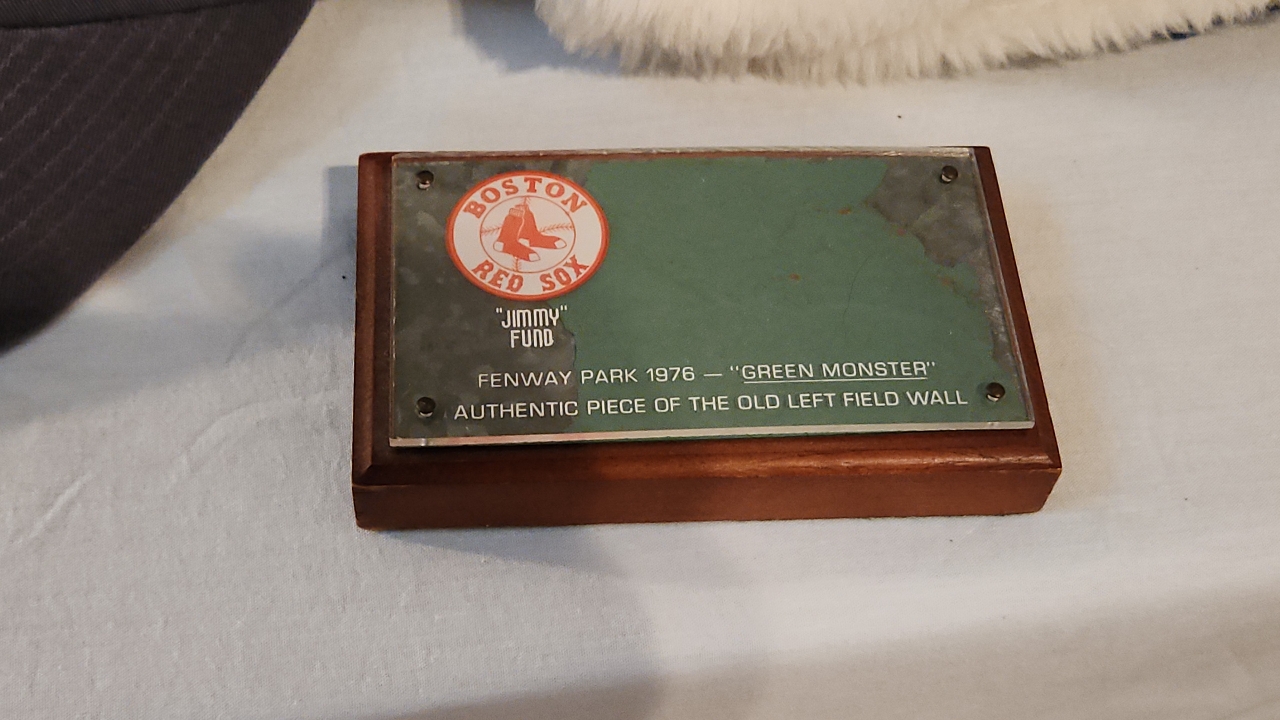 BOSTON
RED SOX
"JIMMY"
FUND
FENWAY PARK 1976 — "GREEN MONSTER"
AUTHENTIC PIECE OF THE OLD LEFT FIELD WALL